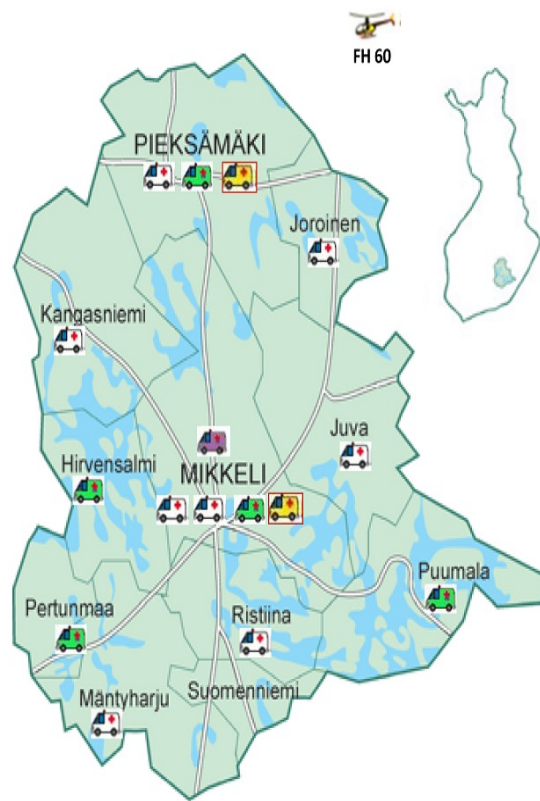 FH 60
PIEKSÄMÄKI
Joroinen
Kangasniemi
Juva
Hirvensalmi
MIKKELI
Puumala
Pertunmaa
Ristiina
Suomenniemi
Mäntyharju